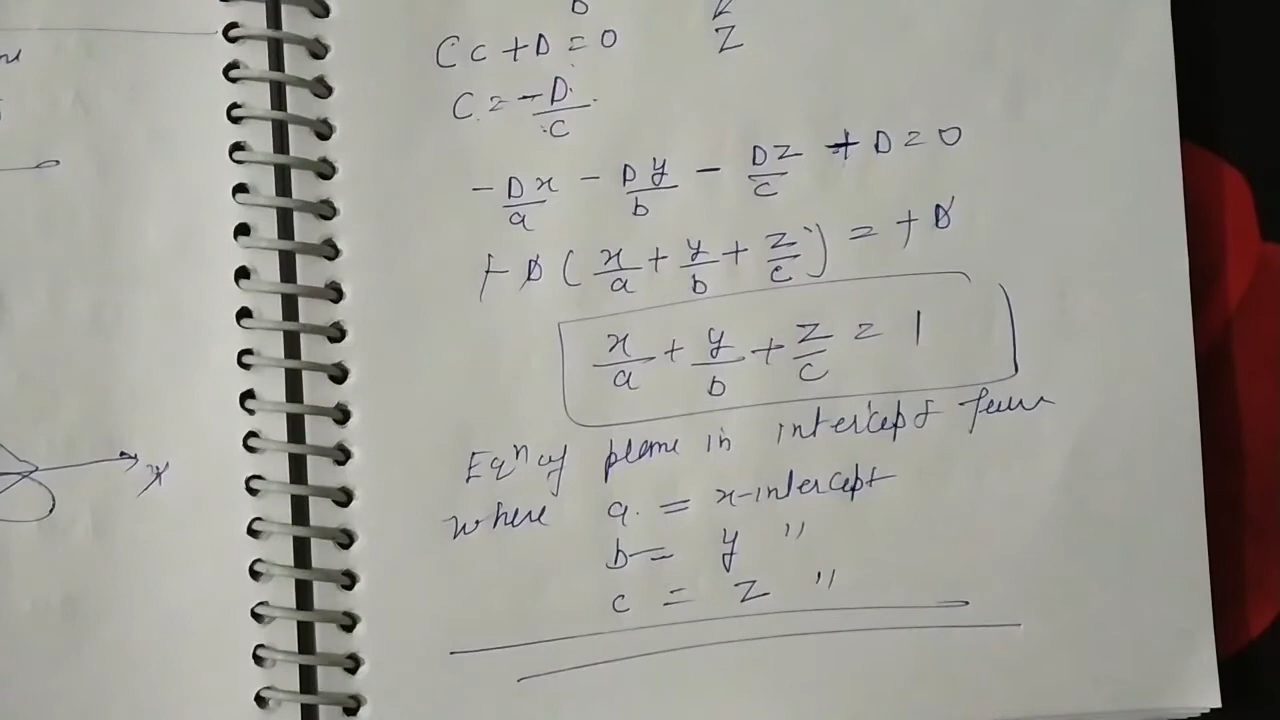 Cc + D = 0 Z
C = -D/c
-Dx/a - Dy/b - Dz/c + D = 0
+ D ( x/a + y/b + z/c ) = + D
x/a + y/b + z/c = 1
Eqn of plane in intercept form
where a = x-intercept
b = y "
c = z "
x